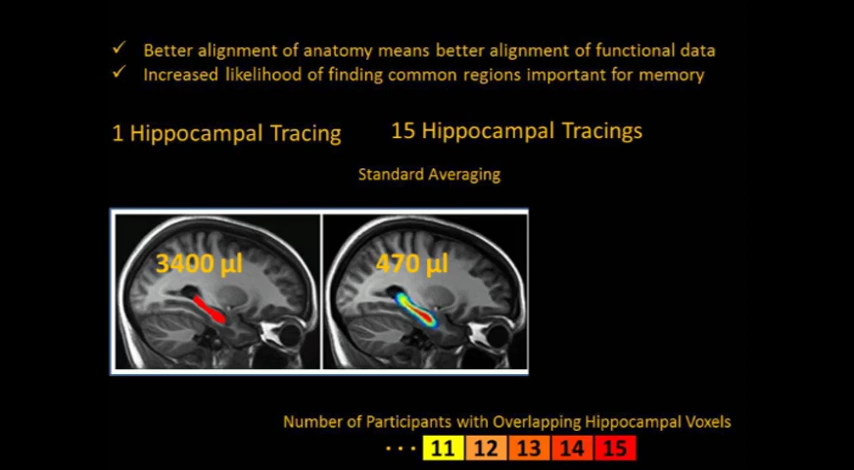 ✓ Better alignment of anatomy means better alignment of functional data
✓ Increased likelihood of finding common regions important for memory
1 Hippocampal Tracing
15 Hippocampal Tracings
Standard Averaging
3400 µl
470 µl
Number of Participants with Overlapping Hippocampal Voxels
··· 11 12 13 14 15